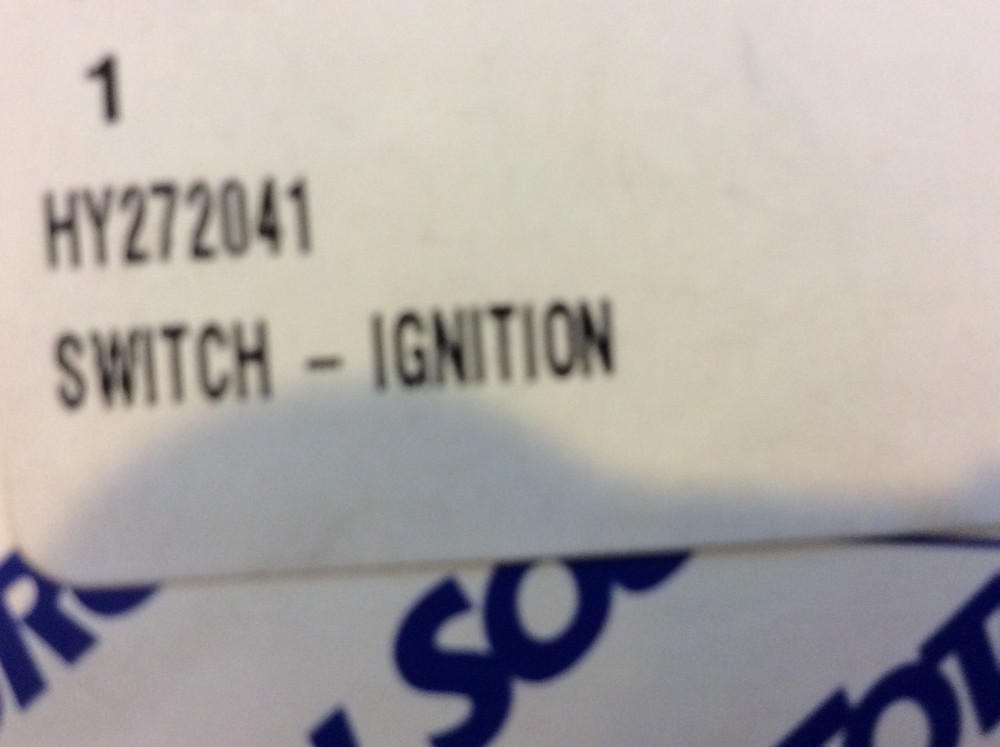 1
HY272041
SWITCH - IGNITION